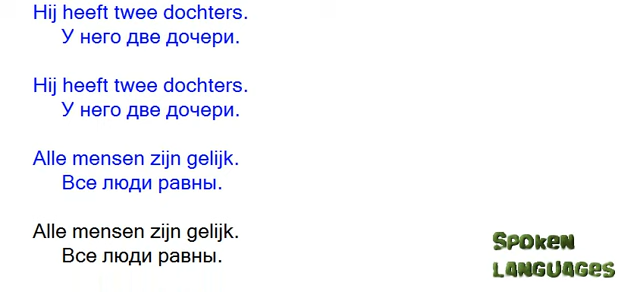 Hij heeft twee dochters.
У него две дочери.
Hij heeft twee dochters.
У него две дочери.
Alle mensen zijn gelijk.
Все люди равны.
Alle mensen zijn gelijk.
Все люди равны.
SPOKEN
LANGUAGES